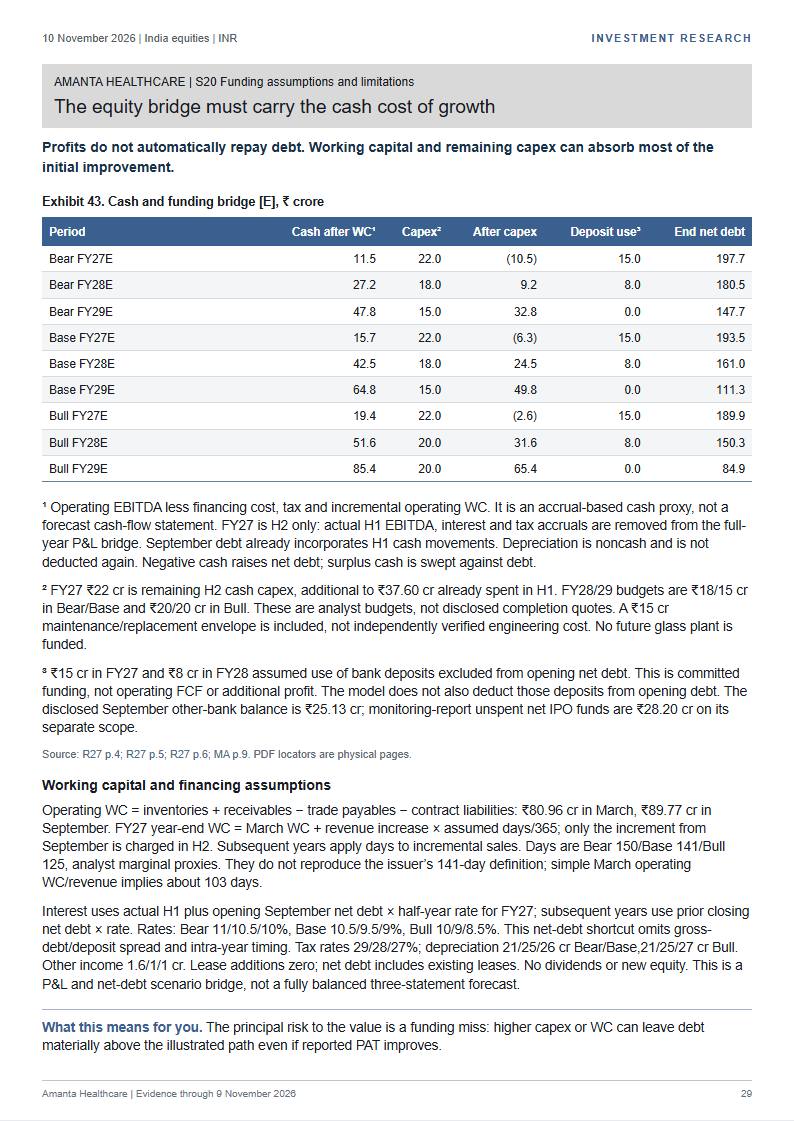 10 November 2026 | India equities | INR
INVESTMENT RESEARCH
AMANTA HEALTHCARE | S20 Funding assumptions and limitations
The equity bridge must carry the cash cost of growth
Profits do not automatically repay debt. Working capital and remaining capex can absorb most of the
initial improvement.
Exhibit 43. Cash and funding bridge [E], ₹ crore
Period Cash after WC¹ Capex² After capex Deposit use³ End net debt
Bear FY27E 11.5 22.0 (10.5) 15.0 197.7
Bear FY28E 27.2 18.0 9.2 8.0 180.5
Bear FY29E 47.8 15.0 32.8 0.0 147.7
Base FY27E 15.7 22.0 (6.3) 15.0 193.5
Base FY28E 42.5 18.0 24.5 8.0 161.0
Base FY29E 64.8 15.0 49.8 0.0 111.3
Bull FY27E 19.4 22.0 (2.6) 15.0 189.9
Bull FY28E 51.6 20.0 31.6 8.0 150.3
Bull FY29E 85.4 20.0 65.4 0.0 84.9
¹ Operating EBITDA less financing cost, tax and incremental operating WC. It is an accrual-based cash proxy, not a
forecast cash-flow statement. FY27 is H2 only: actual H1 EBITDA, interest and tax accruals are removed from the full-
year P&L bridge. September debt already incorporates H1 cash movements. Depreciation is noncash and is not
deducted again. Negative cash raises net debt; surplus cash is swept against debt.
² FY27 ₹22 cr is remaining H2 cash capex, additional to ₹37.60 cr already spent in H1. FY28/29 budgets are ₹18/15 cr
in Bear/Base and ₹20/20 cr in Bull. These are analyst budgets, not disclosed completion quotes. A ₹15 cr
maintenance/replacement envelope is included, not independently verified engineering cost. No future glass plant is
funded.
³ ₹15 cr in FY27 and ₹8 cr in FY28 assumed use of bank deposits excluded from opening net debt. This is committed
funding, not operating FCF or additional profit. The model does not also deduct those deposits from opening debt. The
disclosed September other-bank balance is ₹25.13 cr; monitoring-report unspent net IPO funds are ₹28.20 cr on its
separate scope.
Source: R27 p.4; R27 p.5; R27 p.6; MA p.9. PDF locators are physical pages.
Working capital and financing assumptions
Operating WC = inventories + receivables − trade payables − contract liabilities: ₹80.96 cr in March, ₹89.77 cr in
September. FY27 year-end WC = March WC + revenue increase × assumed days/365; only the increment from
September is charged in H2. Subsequent years apply days to incremental sales. Days are Bear 150/Base 141/Bull
125, analyst marginal proxies. They do not reproduce the issuer's 141-day definition; simple March operating
WC/revenue implies about 103 days.
Interest uses actual H1 plus opening September net debt × half-year rate for FY27; subsequent years use prior closing
net debt × rate. Rates: Bear 11/10.5/10%, Base 10.5/9.5/9%, Bull 10/9/8.5%. This net-debt shortcut omits gross-
debt/deposit spread and intra-year timing. Tax rates 29/28/27%; depreciation 21/25/26 cr Bear/Base,21/25/27 cr Bull.
Other income 1.6/1/1 cr. Lease additions zero; net debt includes existing leases. No dividends or new equity. This is a
P&L and net-debt scenario bridge, not a fully balanced three-statement forecast.
What this means for you. The principal risk to the value is a funding miss: higher capex or WC can leave debt
materially above the illustrated path even if reported PAT improves.
Amanta Healthcare | Evidence through 9 November 2026
29